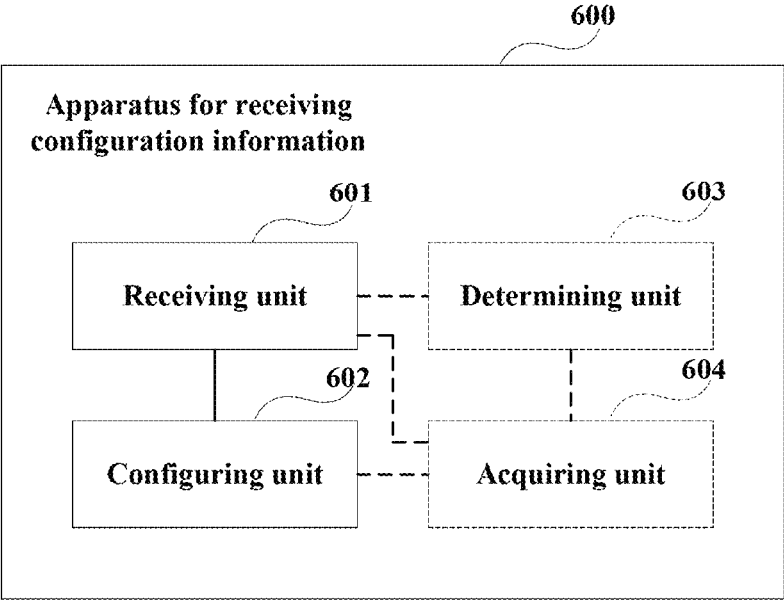 600
Apparatus for receiving
configuration information
601
603
Receiving unit
Determining unit
602
604
Configuring unit
Acquiring unit